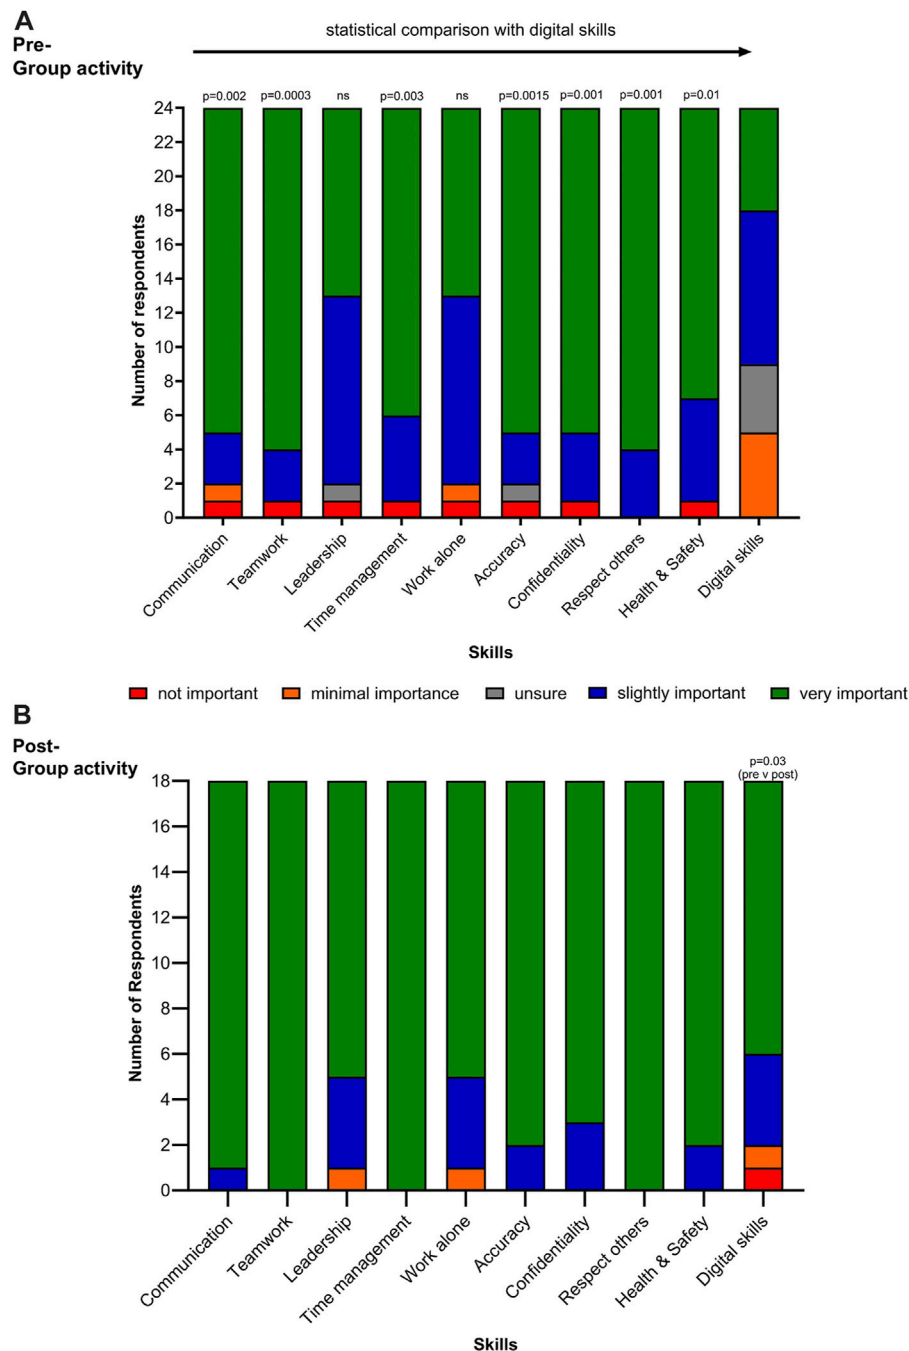 A
Pre-
Group activity
statistical comparison with digital skills
p=0.002 p=0.0003 ns p=0.003 ns p=0.0015 p=0.001 p=0.001 p=0.01
24
22
20
18
16
14
12
10
8
6
4
2
0
Number of respondents
Communication
Teamwork
Leadership
Time management
Work alone
Accuracy
Confidentiality
Respect others
Health & Safety
Digital skills
Skills
not important minimal importance unsure slightly important very important
B
Post-
Group activity
p=0.03
(pre v post)
18
16
14
12
10
8
6
4
2
0
Number of Respondents
Communication
Teamwork
Leadership
Time management
Work alone
Accuracy
Confidentiality
Respect others
Health & Safety
Digital skills
Skills